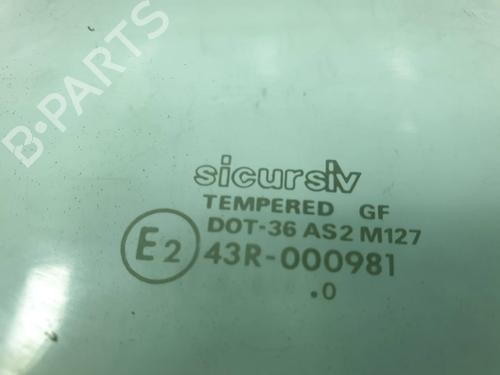 B-PARTS
sicursiv
TEMPERED GF
DOT-36 AS2 M127
E2 43R-000981
.0